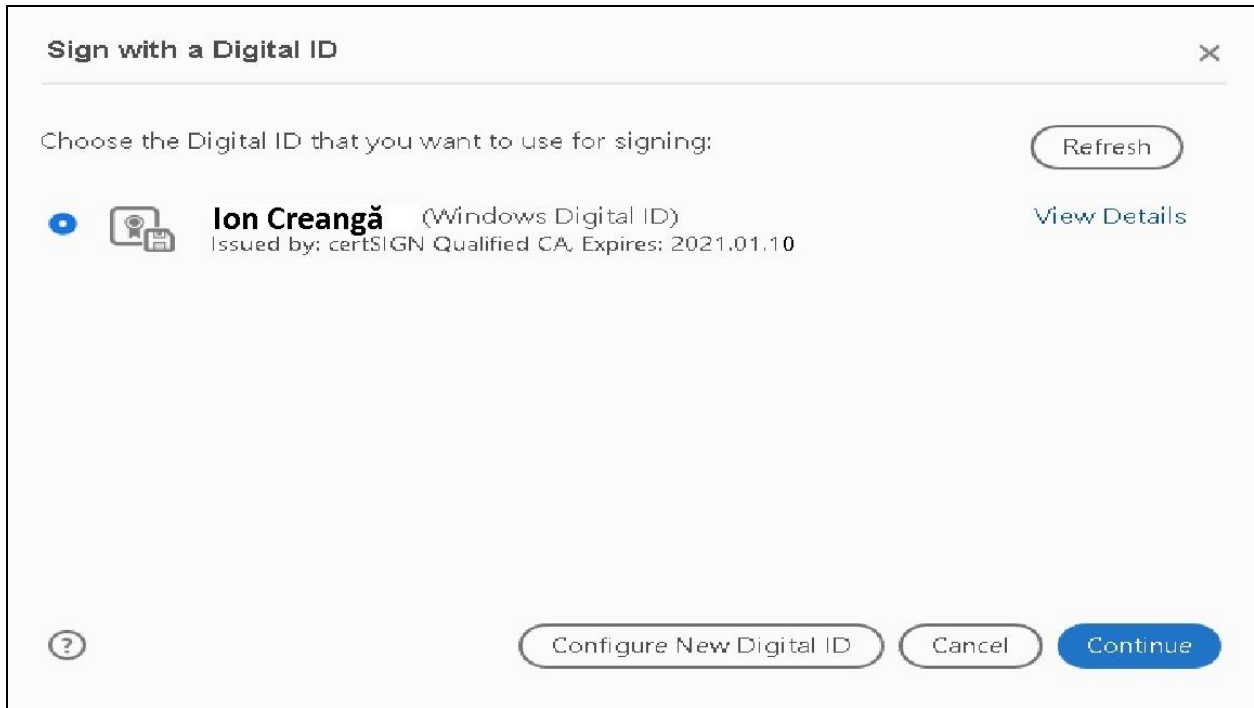 Sign with a Digital ID
Choose the Digital ID that you want to use for signing:
Refresh
Ion Creangă (Windows Digital ID)
View Details
Issued by: certSIGN Qualified CA, Expires: 2021.01.10
?
Configure New Digital ID
Cancel
Continue